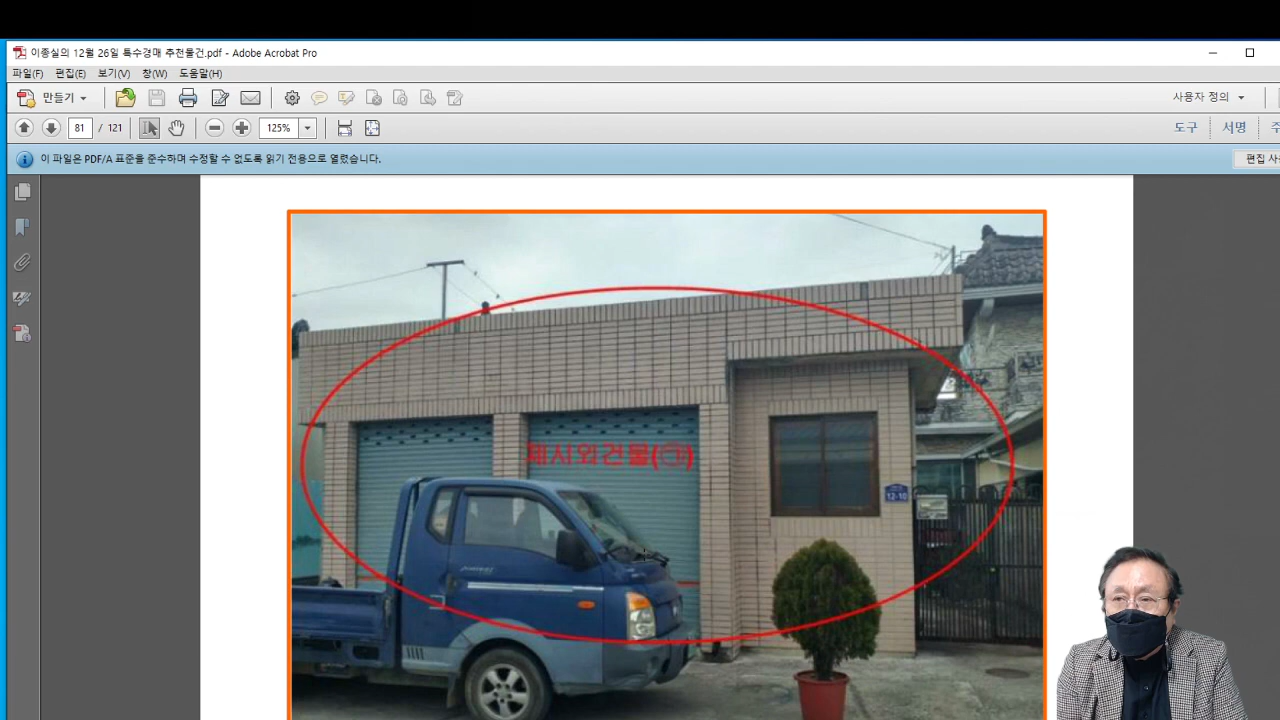 이종실의 12월 26일 특수경매 추천물건.pdf - Adobe Acrobat Pro
파일(F) 편집(E) 보기(V) 창(W) 도움말(H)
만들기 사용자 정의
81 / 121 125% 도구 서명
이 파일은 PDF/A 표준을 준수하며 수정할 수 없도록 읽기 전용으로 열렸습니다. 편집
제시외건물(ㄱ)
12-10